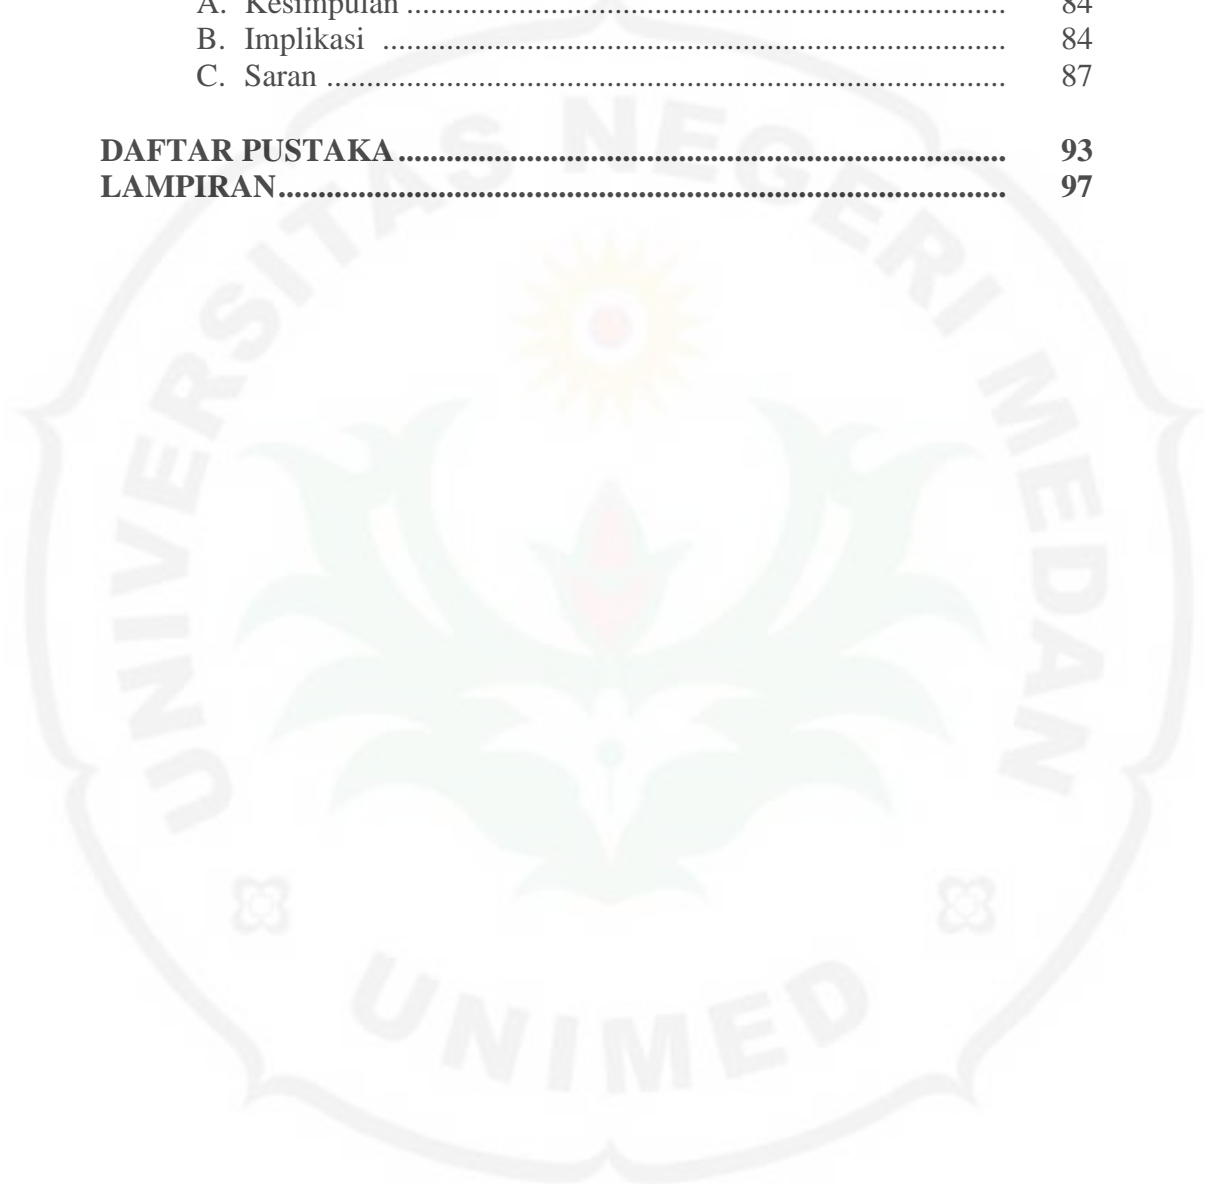 A. Kesimpulan ........................................................................... 84
B. Implikasi .............................................................................. 84
C. Saran ..................................................................................... 87
DAFTAR PUSTAKA ........................................................................... 93
LAMPIRAN........................................................................................... 97
UNIVERSITAS NEGERI MEDAN
UNIMED